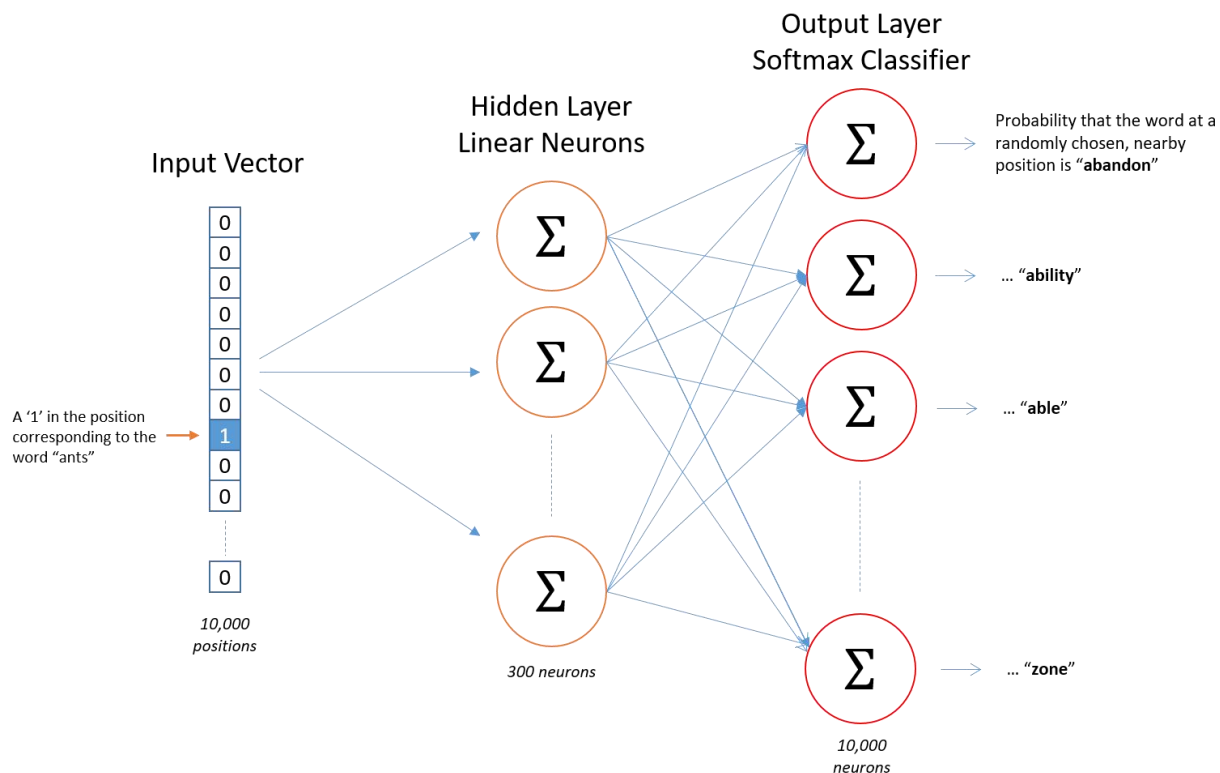 Output Layer
Softmax Classifier
Hidden Layer
Linear Neurons
Input Vector
0
0
0
0
0
0
0
1
0
0
0
A ‘1’ in the position
corresponding to the
word “ants”
10,000
positions
Σ
Σ
Σ
300 neurons
Σ
Σ
Σ
Σ
10,000
neurons
Probability that the word at a
randomly chosen, nearby
position is “abandon”
... “ability”
... “able”
... “zone”